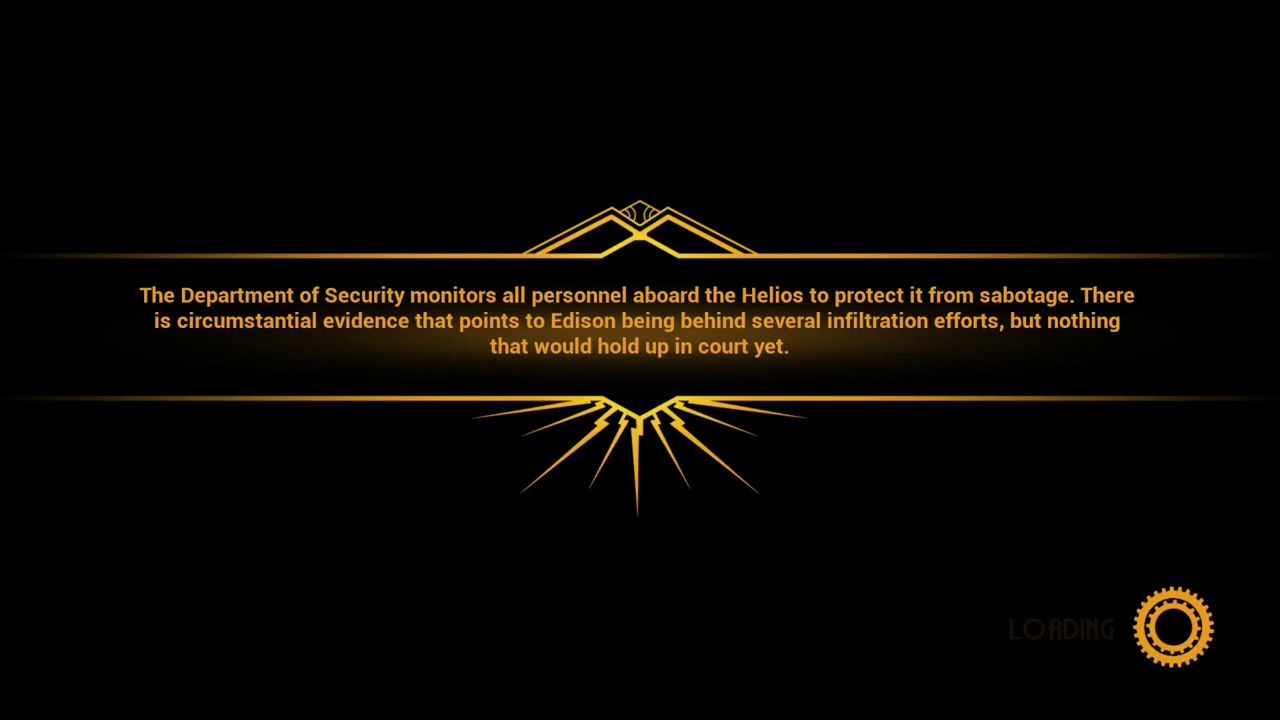 The Department of Security monitors all personnel aboard the Helios to protect it from sabotage. There
is circumstantial evidence that points to Edison being behind several infiltration efforts, but nothing
that would hold up in court yet.
LOADING